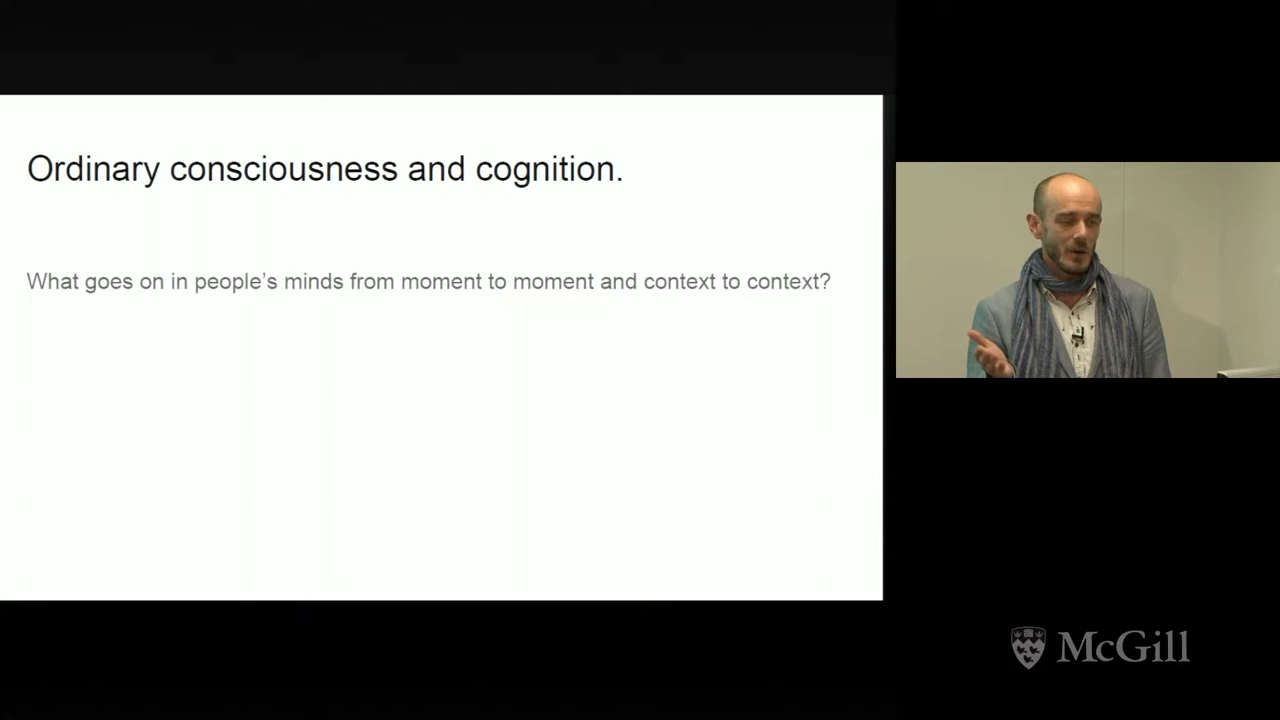 Ordinary consciousness and cognition.
What goes on in people's minds from moment to moment and context to context?
McGill